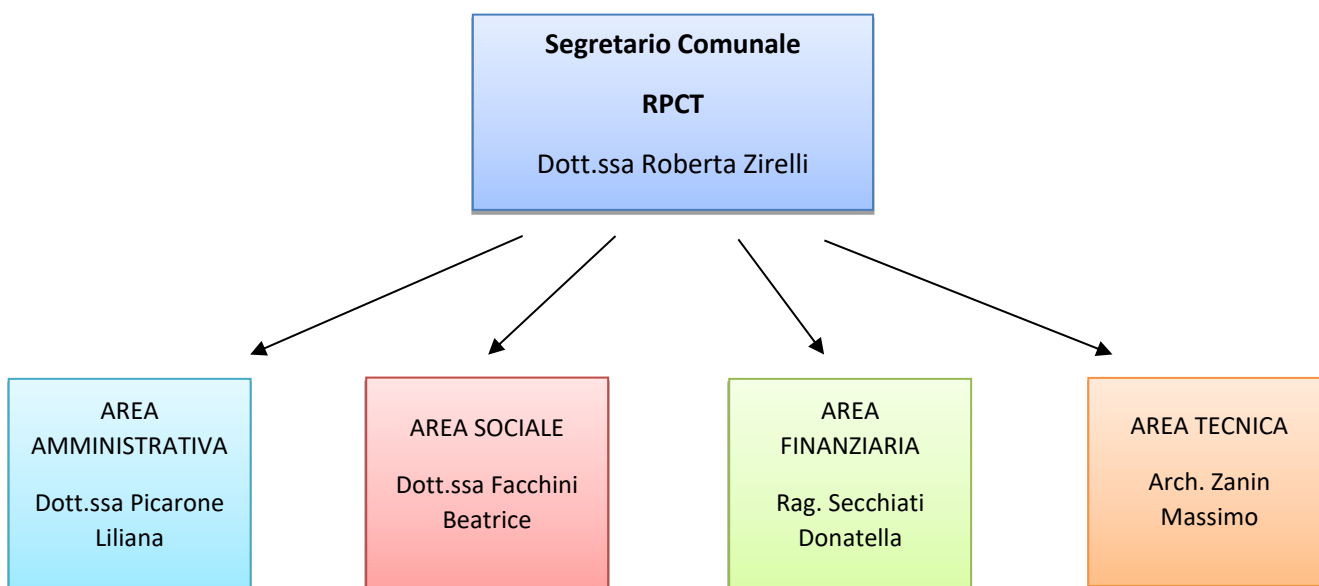 Segretario Comunale
RPCT
Dott.ssa Roberta Zirelli
AREA
AMMINISTRATIVA
Dott.ssa Picarone
Liliana
AREA SOCIALE
Dott.ssa Facchini
Beatrice
AREA
FINANZIARIA
Rag. Secchiati
Donatella
AREA TECNICA
Arch. Zanin
Massimo